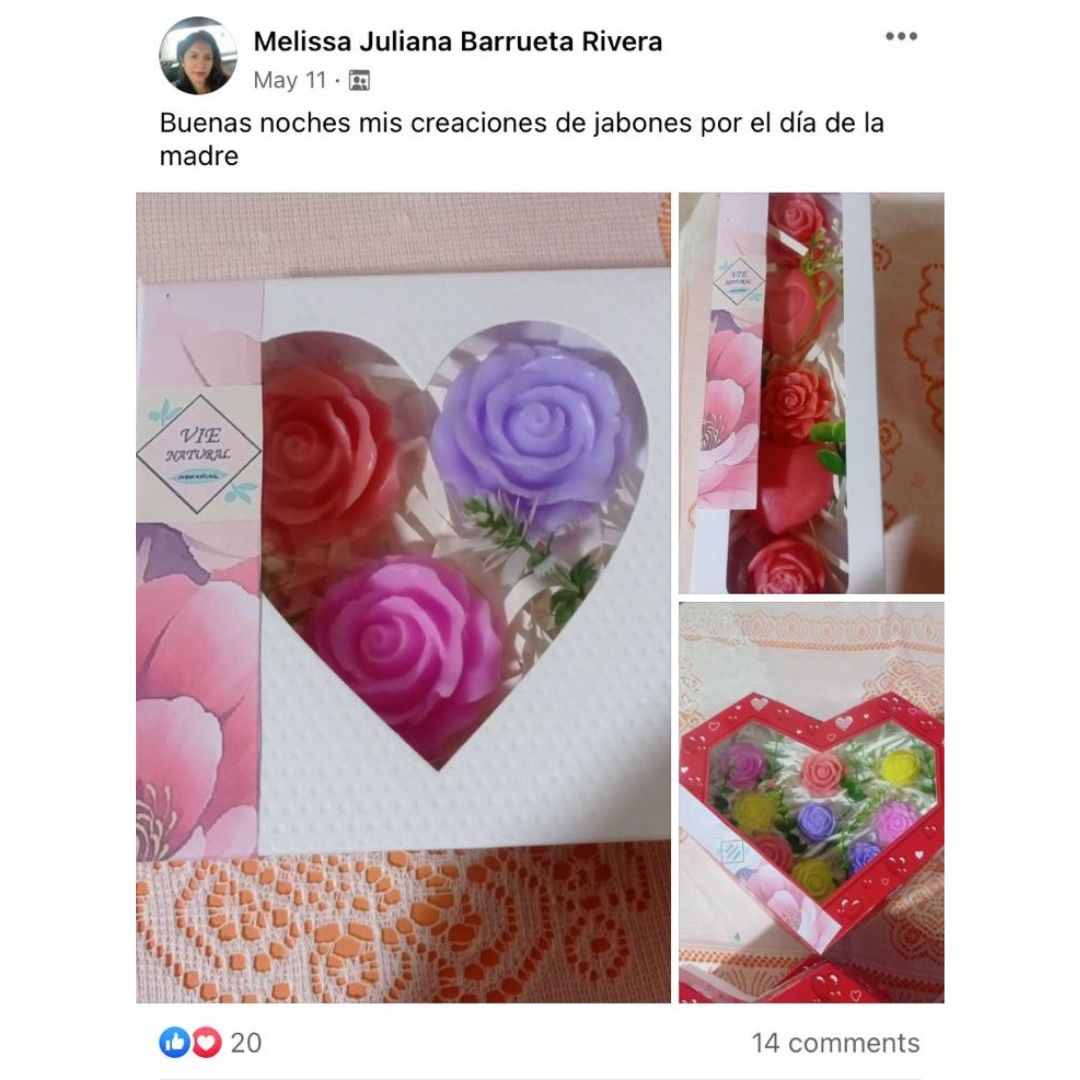 Melissa Juliana Barrueta Rivera
May 11 ·
Buenas noches mis creaciones de jabones por el día de la
madre
VIE
NATURAL
VIE
NATURAL
20
14 comments